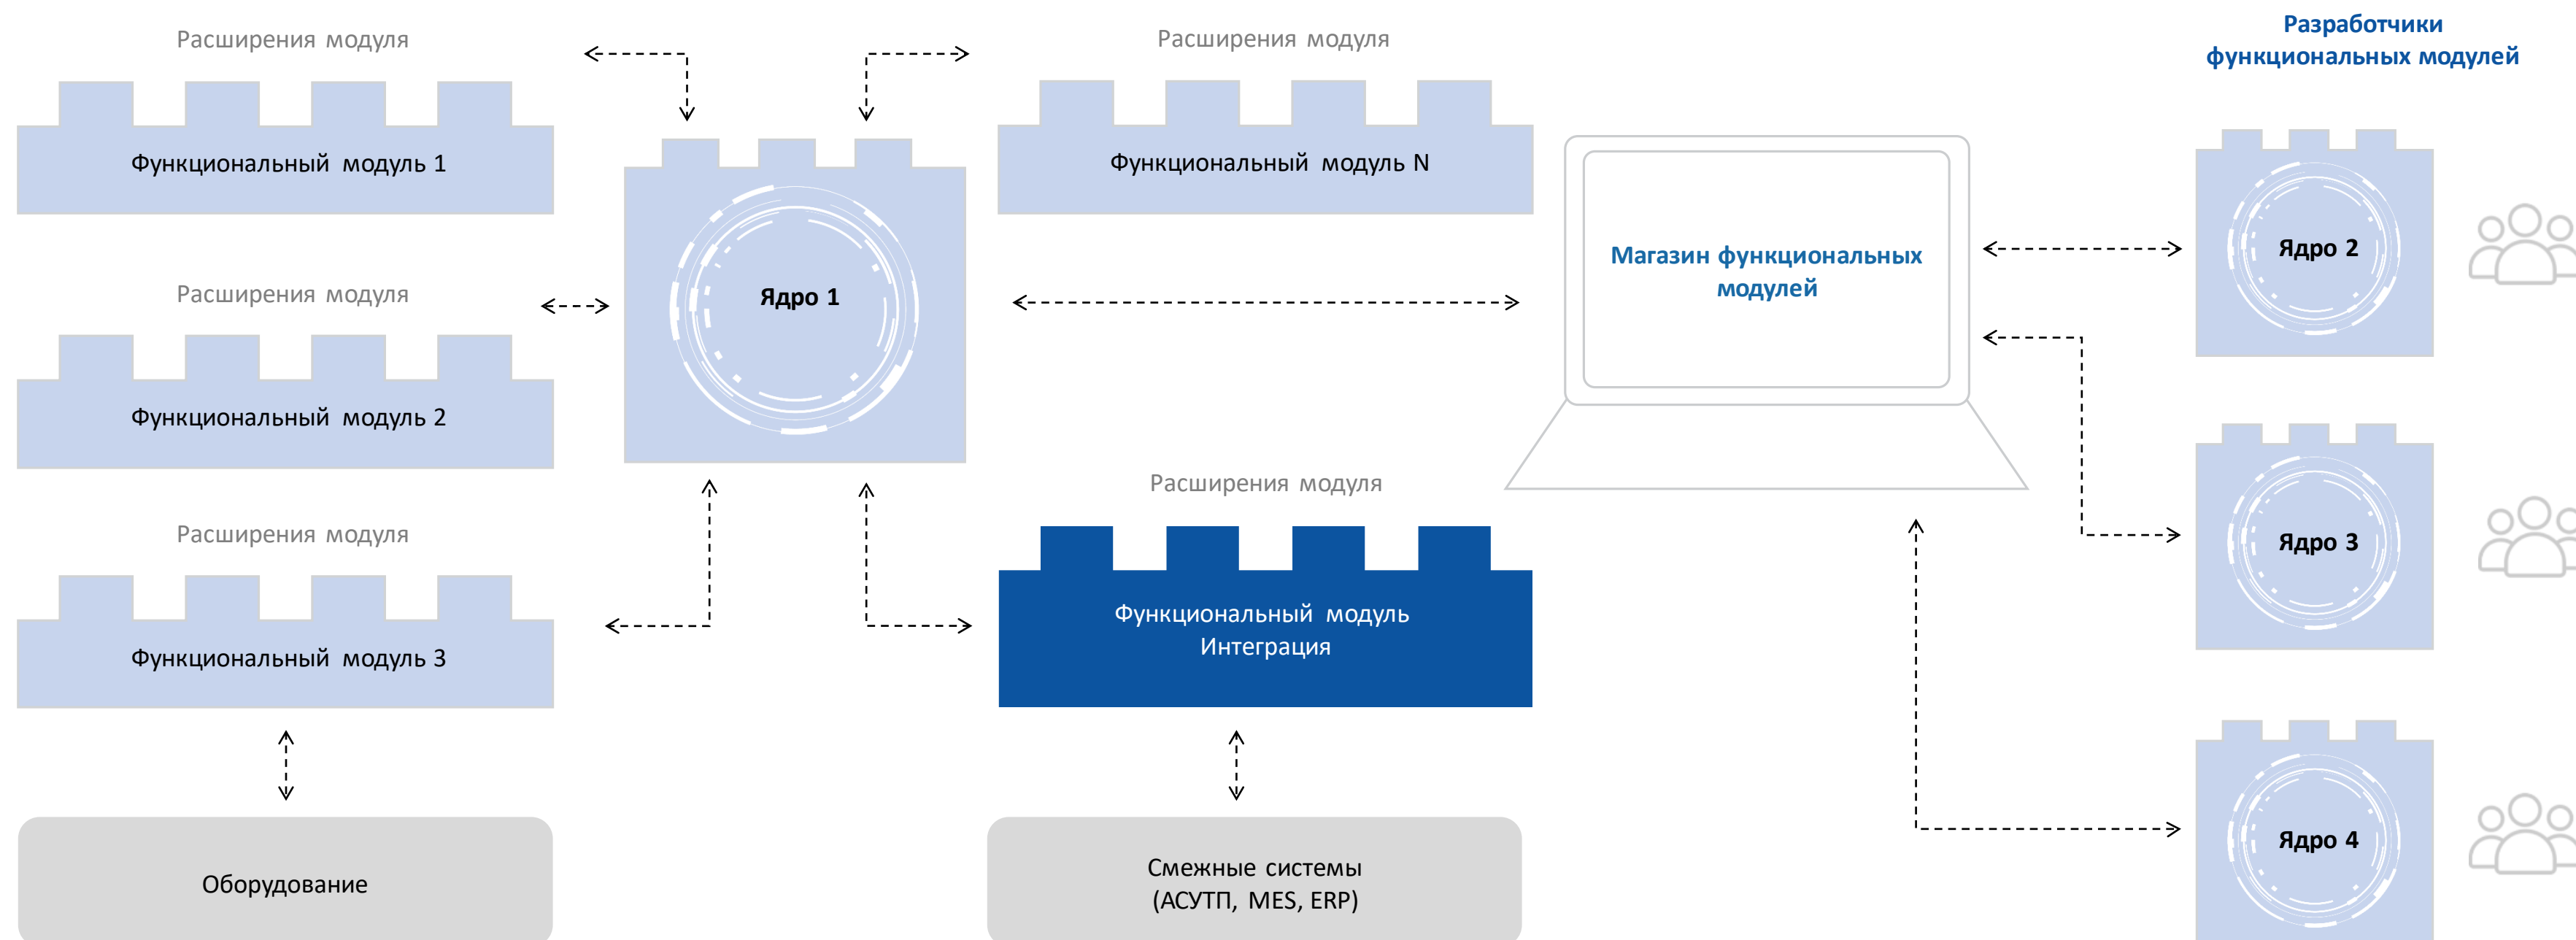 Расширения модуля
Функциональный модуль 1
Расширения модуля
Функциональный модуль 2
Расширения модуля
Функциональный модуль 3
Оборудование
Ядро 1
Расширения модуля
Функциональный модуль N
Расширения модуля
Функциональный модуль
Интеграция
Смежные системы
(АСУТП, MES, ERP)
Магазин функциональных
модулей
Разработчики
функциональных модулей
Ядро 2
Ядро 3
Ядро 4